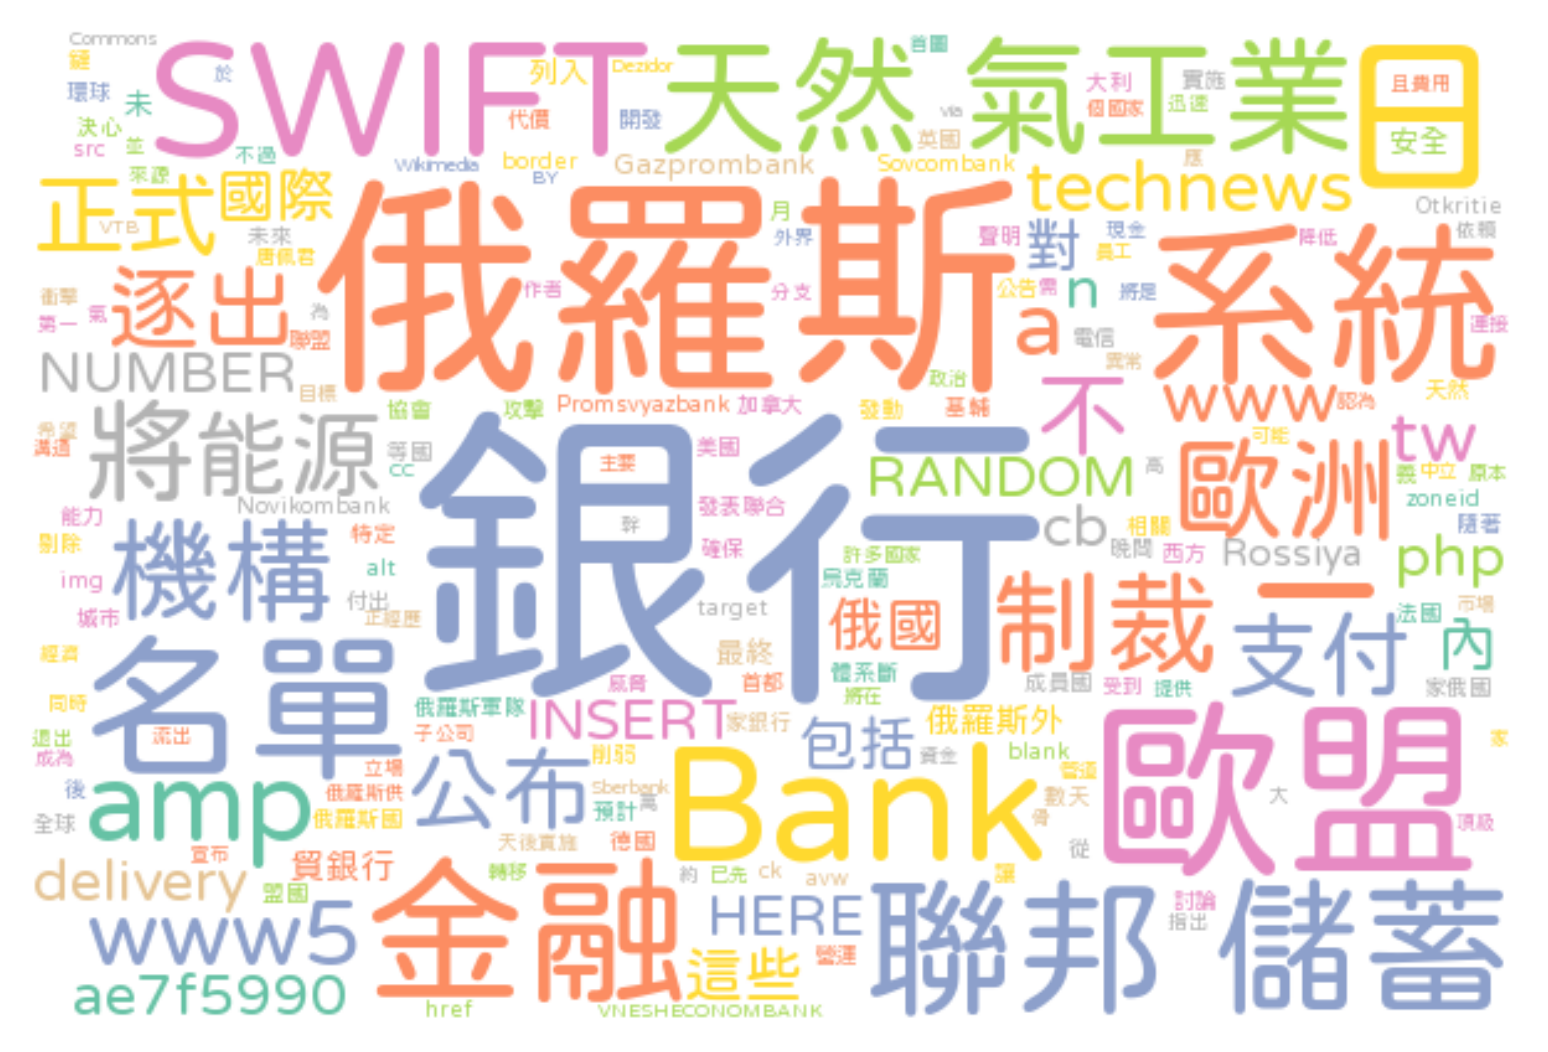 Commons
SWIFT
天然
氣工業
日
首圖
列入
Dezidor
鏈
環球
於
未
代價
開發
via
大利
實施
個國家
迅速
且費用
安全
決心
並
src
不過
英國
來源
Wikimedia
border
BY
Gazprombank
Sovcombank
應
technews
正式
國際
VTB
未來
唐佩君
俄羅斯
月
外界
聲明
對
現金
員工
系統
降低
Otkritie
依賴
逐出
衝擊
第一
氣
為
聯盟
作者
分支
公告
需
n
將是
a
電信
異常
連接
NUMBER
目標
政治
www
認為
天然
將能源
協會
攻擊
Promsvyazbank
加拿大
發動
基輔
不
tw
希望
溝通
等國
cc
銀行
主要
美國
RANDOM
高
可能
歐洲
義
中立
原本
Novikombank
發表聯合
zoneid
能力
剔除
機構
特定
幹
確保
許多國家
cb
相關
晚間
西方
Rossiya
隨著
php
img
alt
烏克蘭
城市
付出
正經歷
target
俄國
制裁
一
法國
市場
支付
內
經濟
名單
最終
體系斷
首都
將在
成員國
受到
提供
家俄國
同時
威脅
俄羅斯軍隊
INSERT
家銀行
俄羅斯外
退出
成為
流出
子公司
包括
歐盟
家
立場
公布
削弱
Bank
資金
blank
管道
後
amp
俄羅斯供
Sberbank
預計
萬
數天
大
全球
俄羅斯國
骨
頂級
天後實施
德國
從
宣布
delivery
盟國
貿銀行
金融
轉移
約
已先
ck
avw
讓
www5
HERE
聯邦
儲蓄
討論
指出
ae7f5990
href
這些
營運
VNESHECONOMBANK